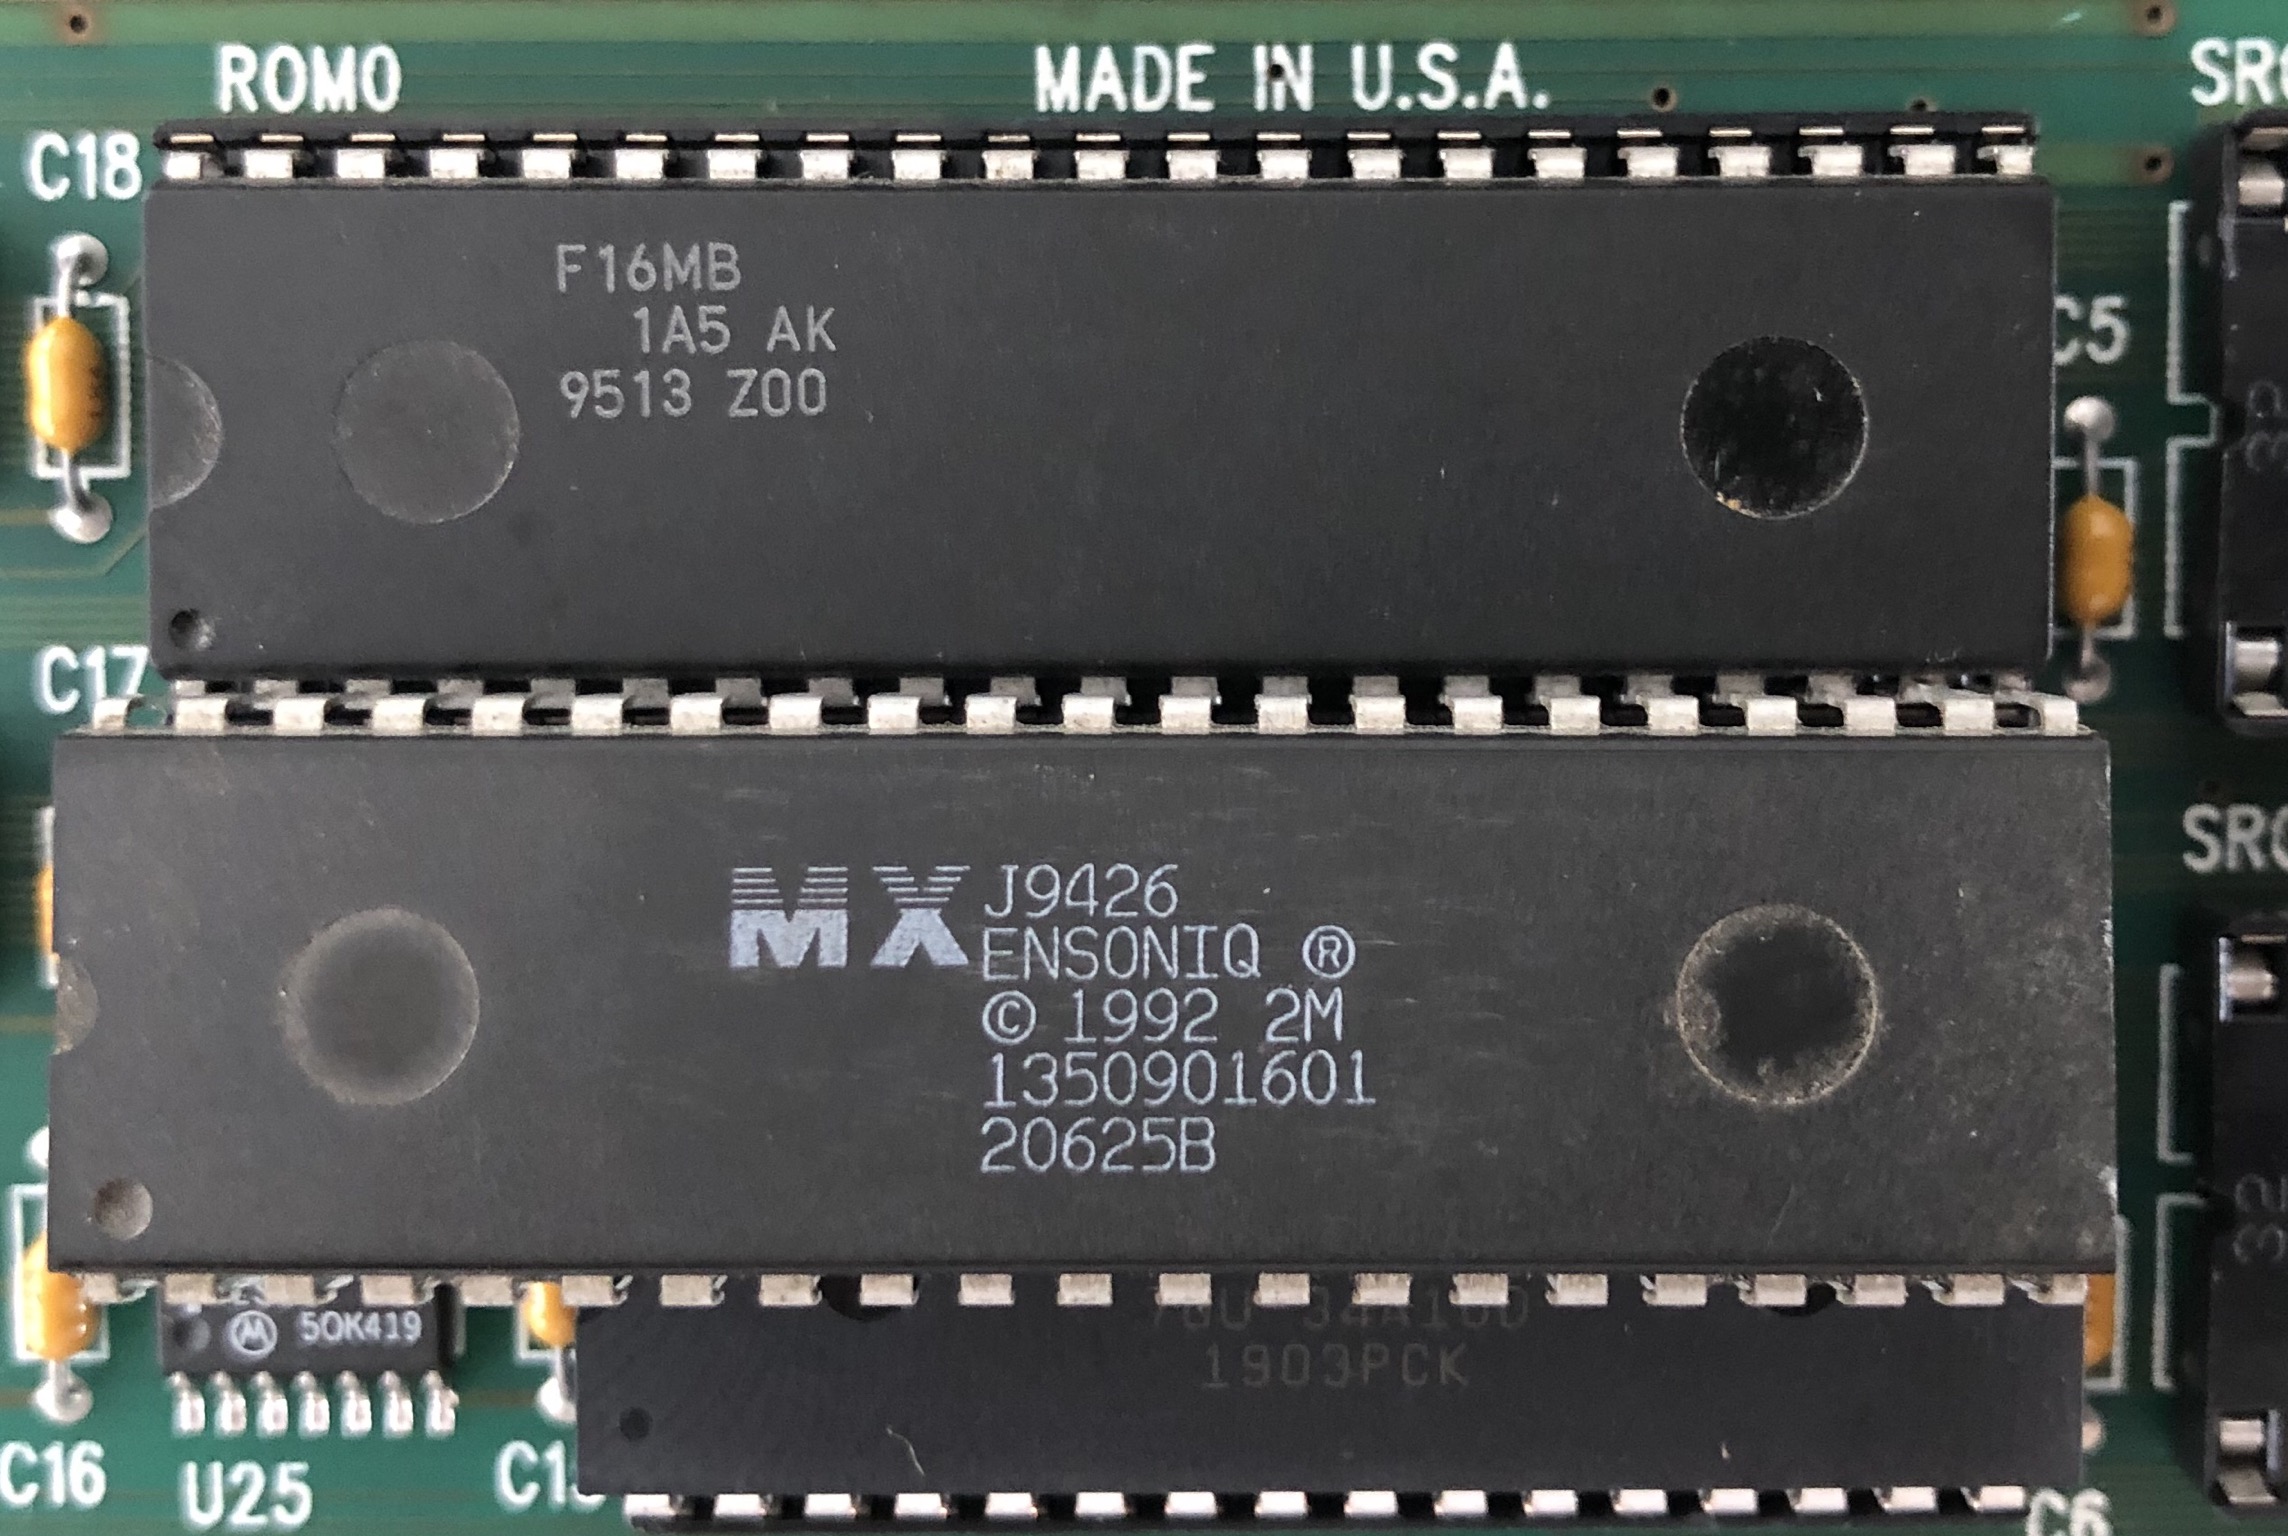 ROM0
MADE IN U.S.A.
C18
F16MB
1A5 AK
9513 Z00
C5
C17
MX
J9426
ENSONIQ ®
© 1992 2M
1350901601
20625B
50K419
1903PCK
C16
U25
C6